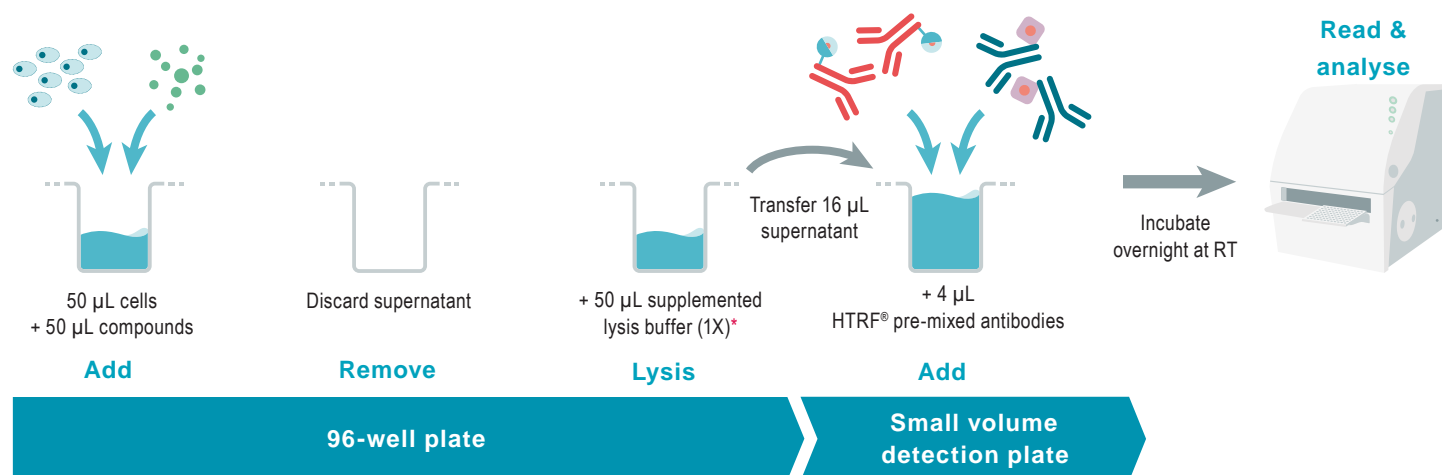 Read &
analyse
Transfer 16 µL
supernatant
Incubate
overnight at RT
50 µL cells
+ 50 µL compounds
Discard supernatant
+ 50 µL supplemented
lysis buffer (1X)*
+ 4 µL
HTRF® pre-mixed antibodies
Add
Remove
Lysis
Add
96-well plate
Small volume
detection plate